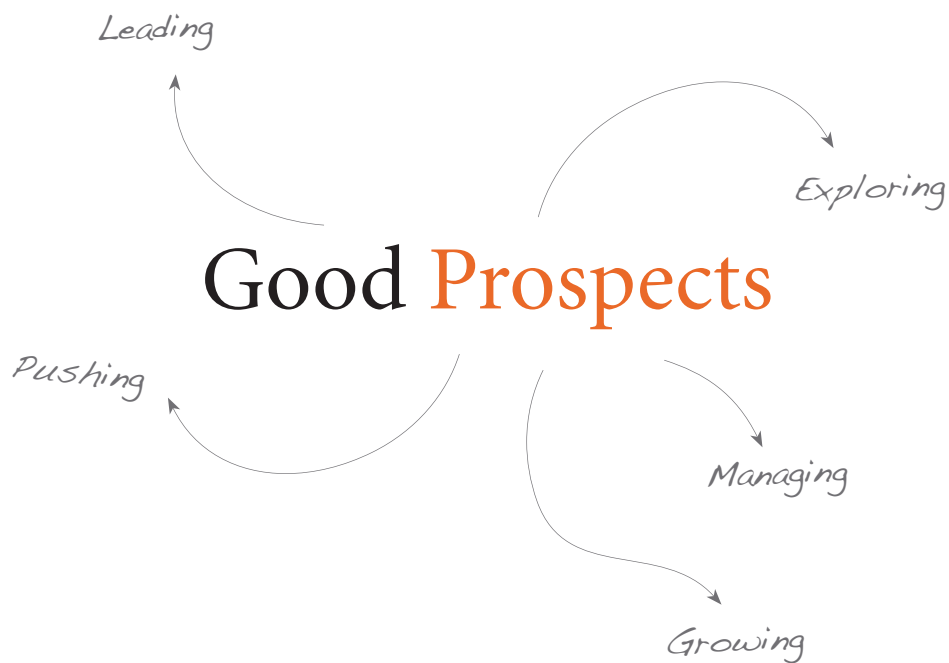 Leading
Exploring
Good Prospects
Pushing
Managing
Growing